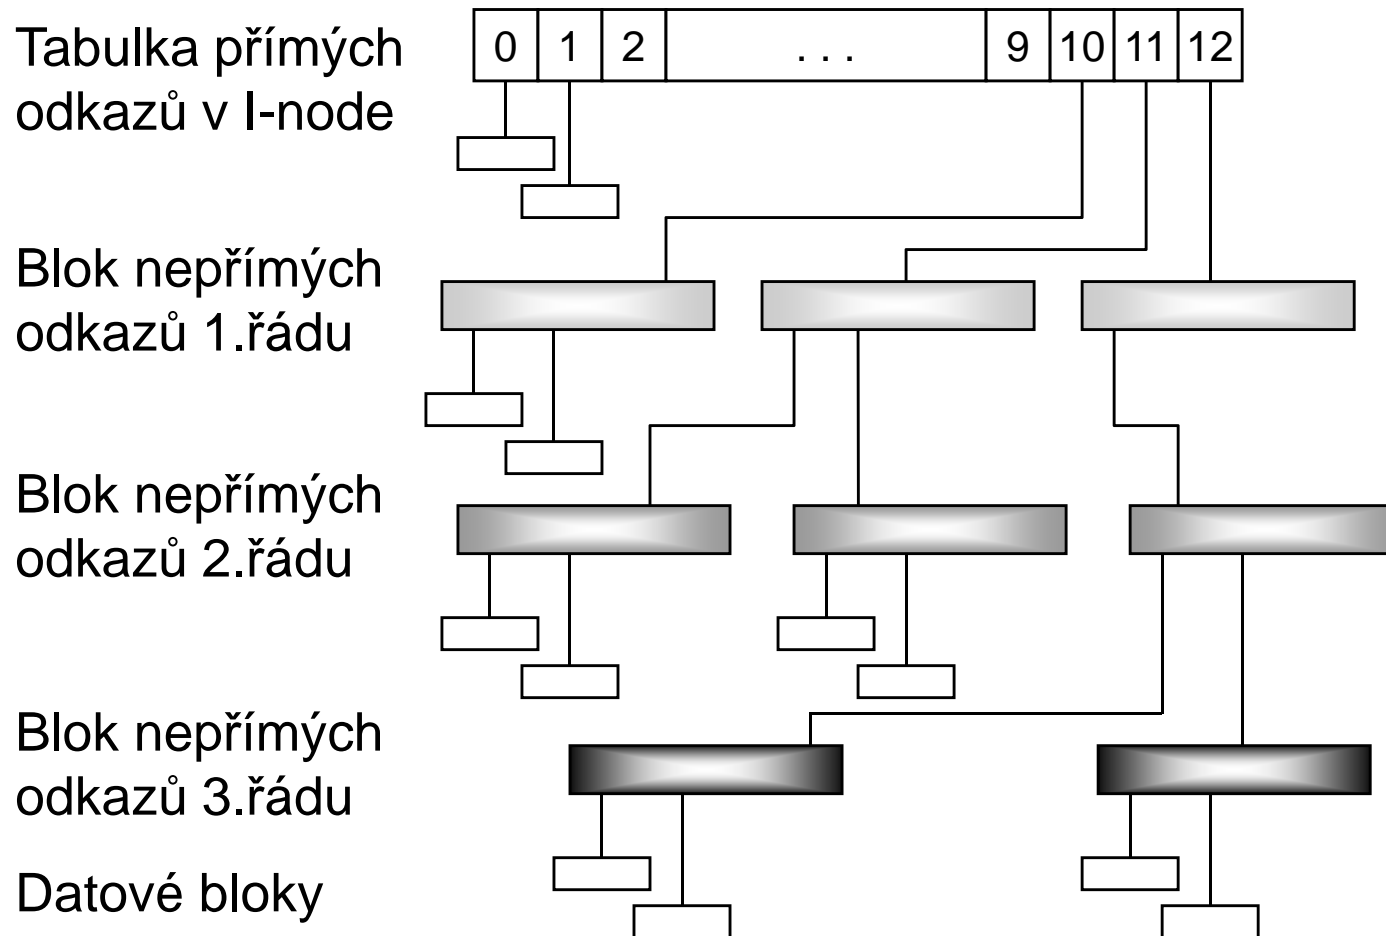 Tabulka přímých
odkazů v I-node
0 1 2 . . . 9 10 11 12
Blok nepřímých
odkazů 1.řádu
Blok nepřímých
odkazů 2.řádu
Blok nepřímých
odkazů 3.řádu
Datové bloky